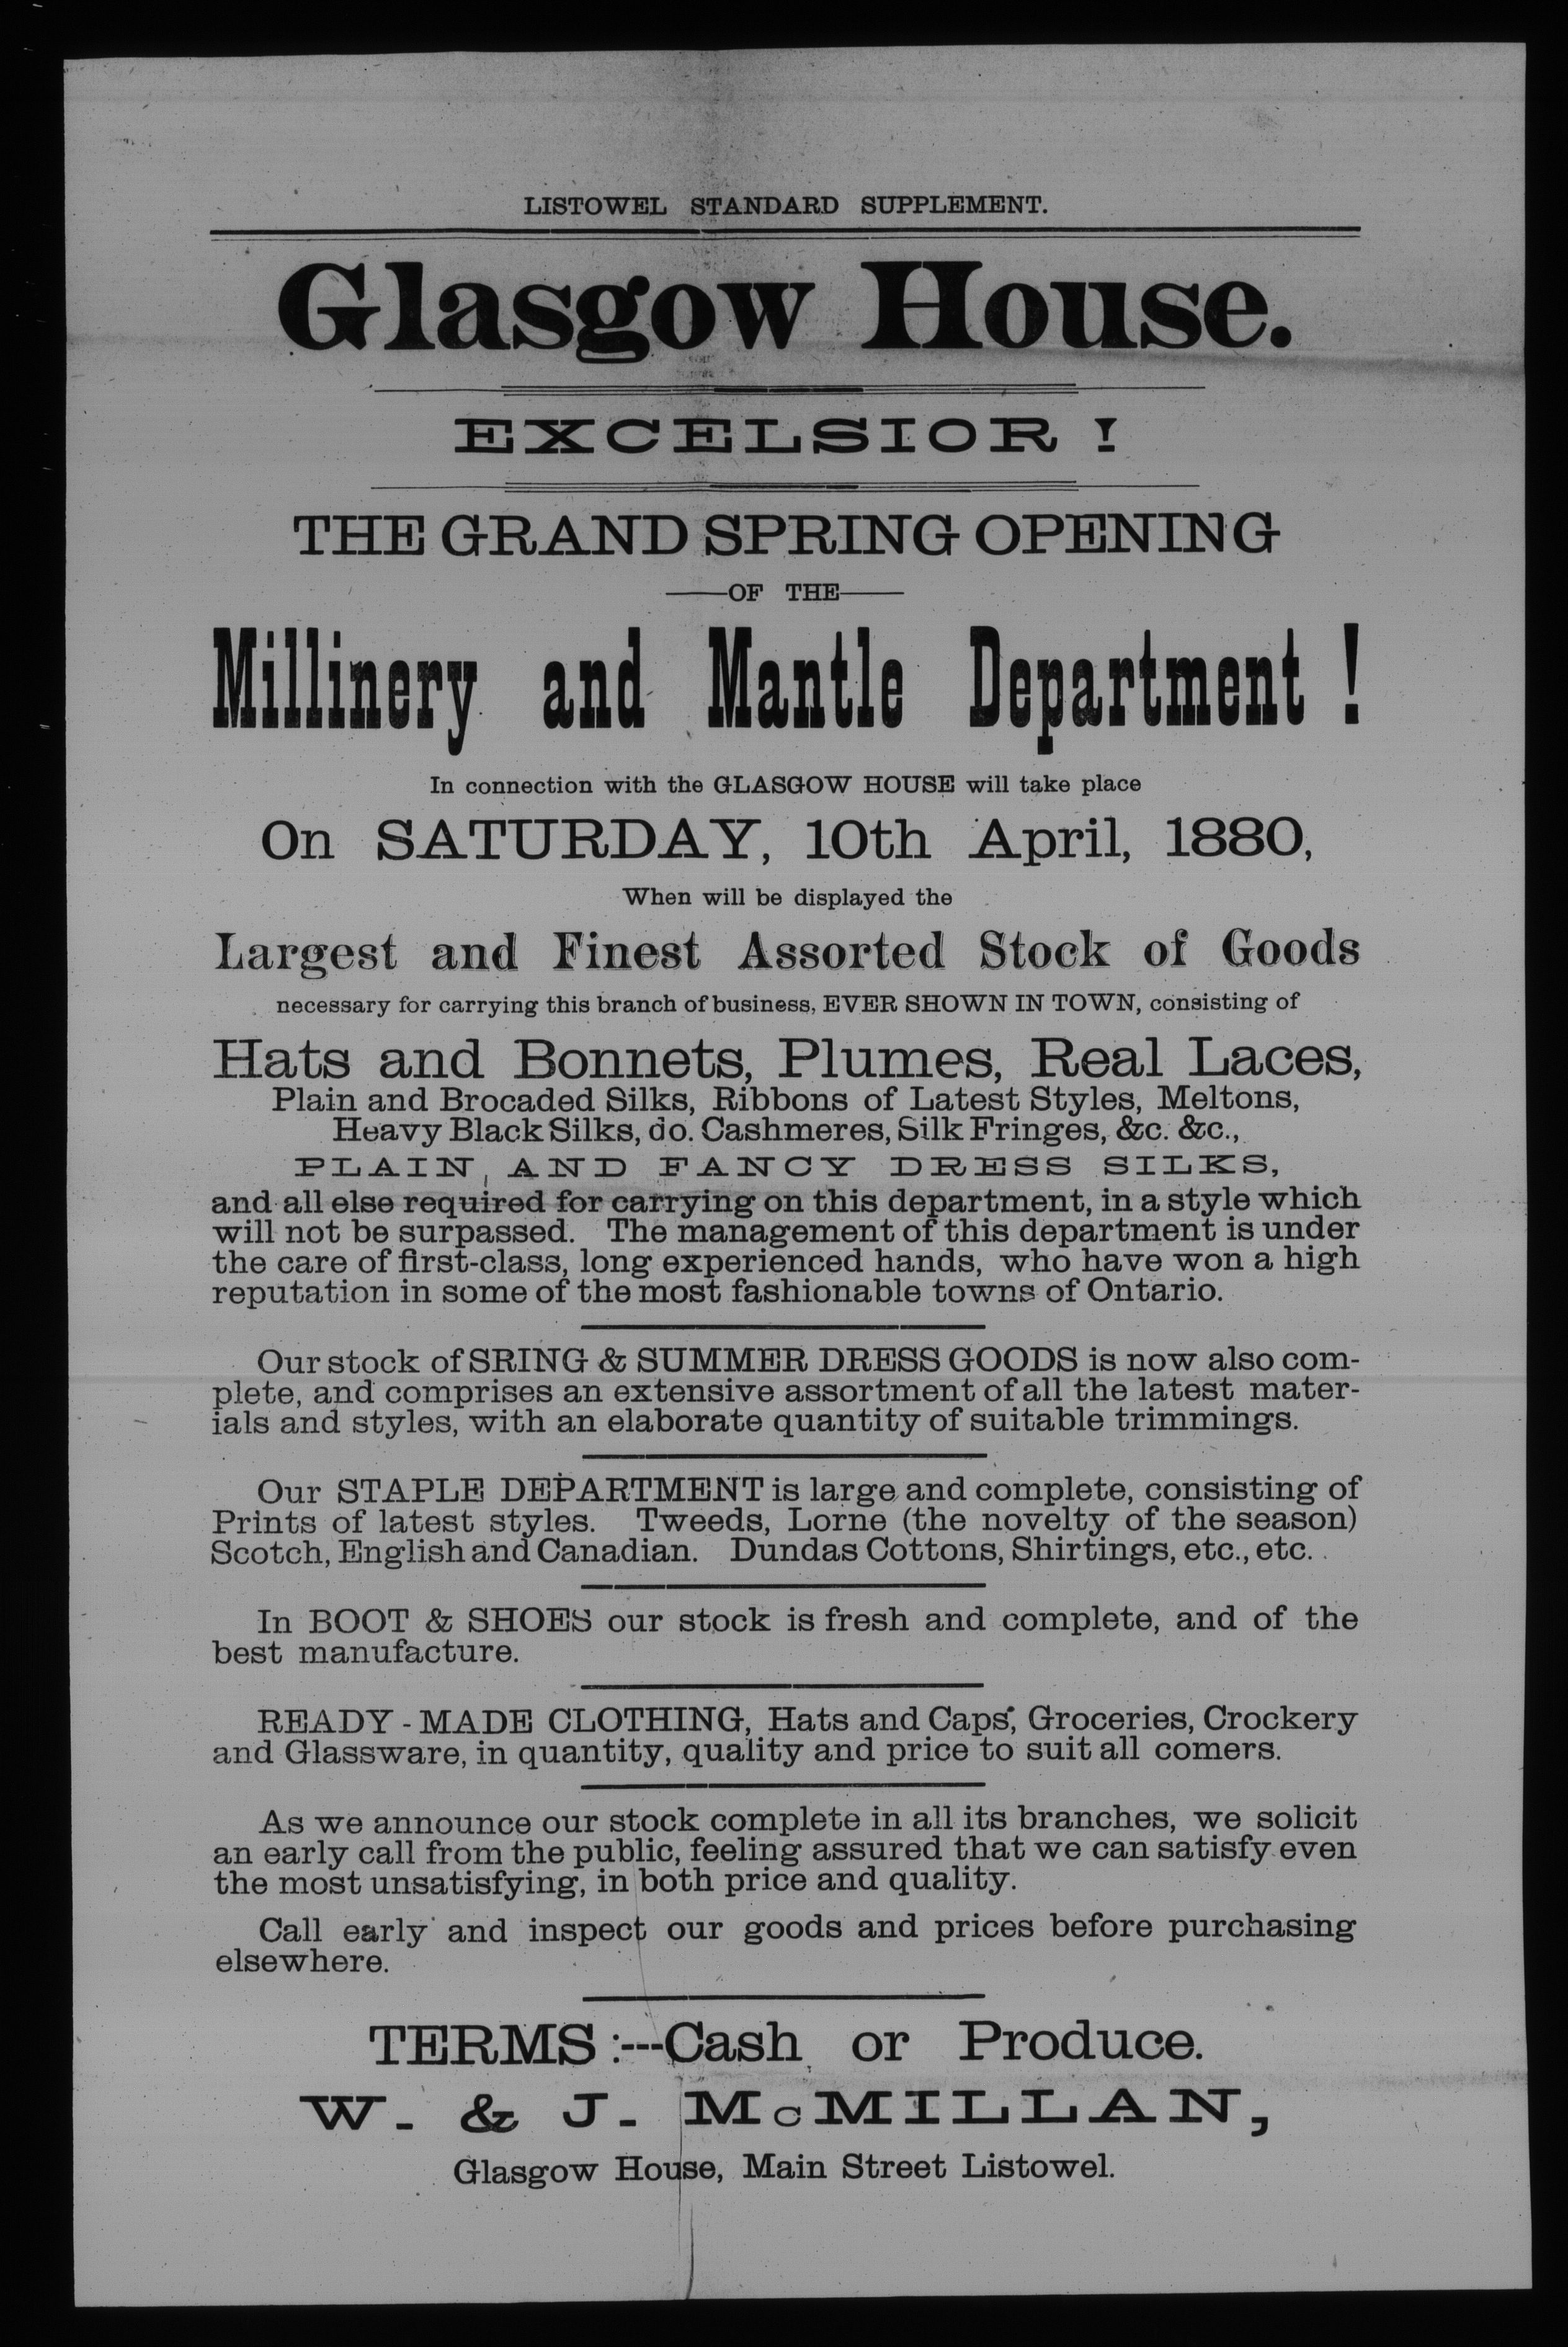 LISTOWEL STANDARD SUPPLEMENT.
Glasgow House.
EXCELSIOR !
THE GRAND SPRING OPENING
OF THE
Millinery and Mantle Department !
In connection with the GLASGOW HOUSE will take place
On SATURDAY, 10th April, 1880,
When will be displayed the
Largest and Finest Assorted Stock of Goods
necessary for carrying this branch of business, EVER SHOWN IN TOWN, consisting of
Hats and Bonnets, Plumes, Real Laces,
Plain and Brocaded Silks, Ribbons of Latest Styles, Meltons,
Heavy Black Silks, do. Cashmeres, Silk Fringes, &c. &c.,
PLAIN AND FANCY DRESS SILKS,
and all else required for carrying on this department, in a style which
will not be surpassed. The management of this department is under
the care of first-class, long experienced hands, who have won a high
reputation in some of the most fashionable towns of Ontario.
Our stock of SRING & SUMMER DRESS GOODS is now also com-
plete, and comprises an extensive assortment of all the latest mater-
ials and styles, with an elaborate quantity of suitable trimmings.
Our STAPLE DEPARTMENT is large and complete, consisting of
Prints of latest styles. Tweeds, Lorne (the novelty of the season)
Scotch, English and Canadian. Dundas Cottons, Shirtings, etc., etc.
In BOOT & SHOES our stock is fresh and complete, and of the
best manufacture.
READY - MADE CLOTHING, Hats and Caps, Groceries, Crockery
and Glassware, in quantity, quality and price to suit all comers.
As we announce our stock complete in all its branches, we solicit
an early call from the public, feeling assured that we can satisfy even
the most unsatisfying, in both price and quality.
Call early and inspect our goods and prices before purchasing
elsewhere.
TERMS :---Cash or Produce.
W. & J. McMILLAN,
Glasgow House, Main Street Listowel.